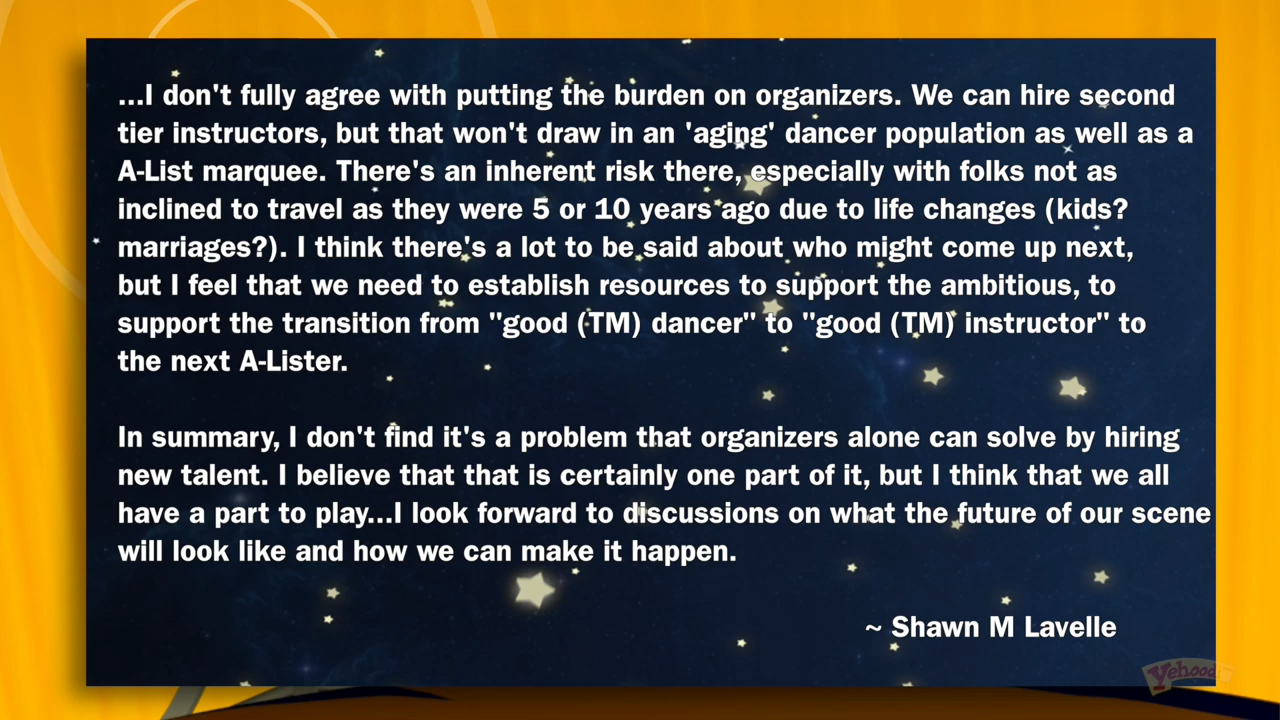 ...I don't fully agree with putting the burden on organizers. We can hire second
tier instructors, but that won't draw in an 'aging' dancer population as well as a
A-List marquee. There's an inherent risk there, especially with folks not as
inclined to travel as they were 5 or 10 years ago due to life changes (kids?
marriages?). I think there's a lot to be said about who might come up next,
but I feel that we need to establish resources to support the ambitious, to
support the transition from "good (TM) dancer" to "good (TM) instructor" to
the next A-Lister.
In summary, I don't find it's a problem that organizers alone can solve by hiring
new talent. I believe that that is certainly one part of it, but I think that we all
have a part to play...I look forward to discussions on what the future of our scene
will look like and how we can make it happen.
~ Shawn M Lavelle